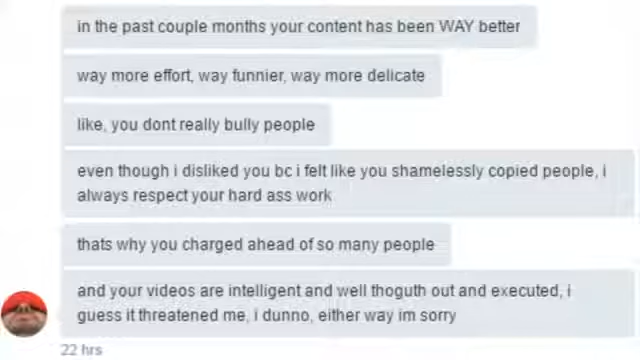 in the past couple months your content has been WAY better
way more effort, way funnier, way more delicate
like, you dont really bully people
even though i disliked you bc i felt like you shamelessly copied people, i
always respect your hard ass work
thats why you charged ahead of so many people
and your videos are intelligent and well thoguth out and executed, i
guess it threatened me, i dunno, either way im sorry
22 hrs